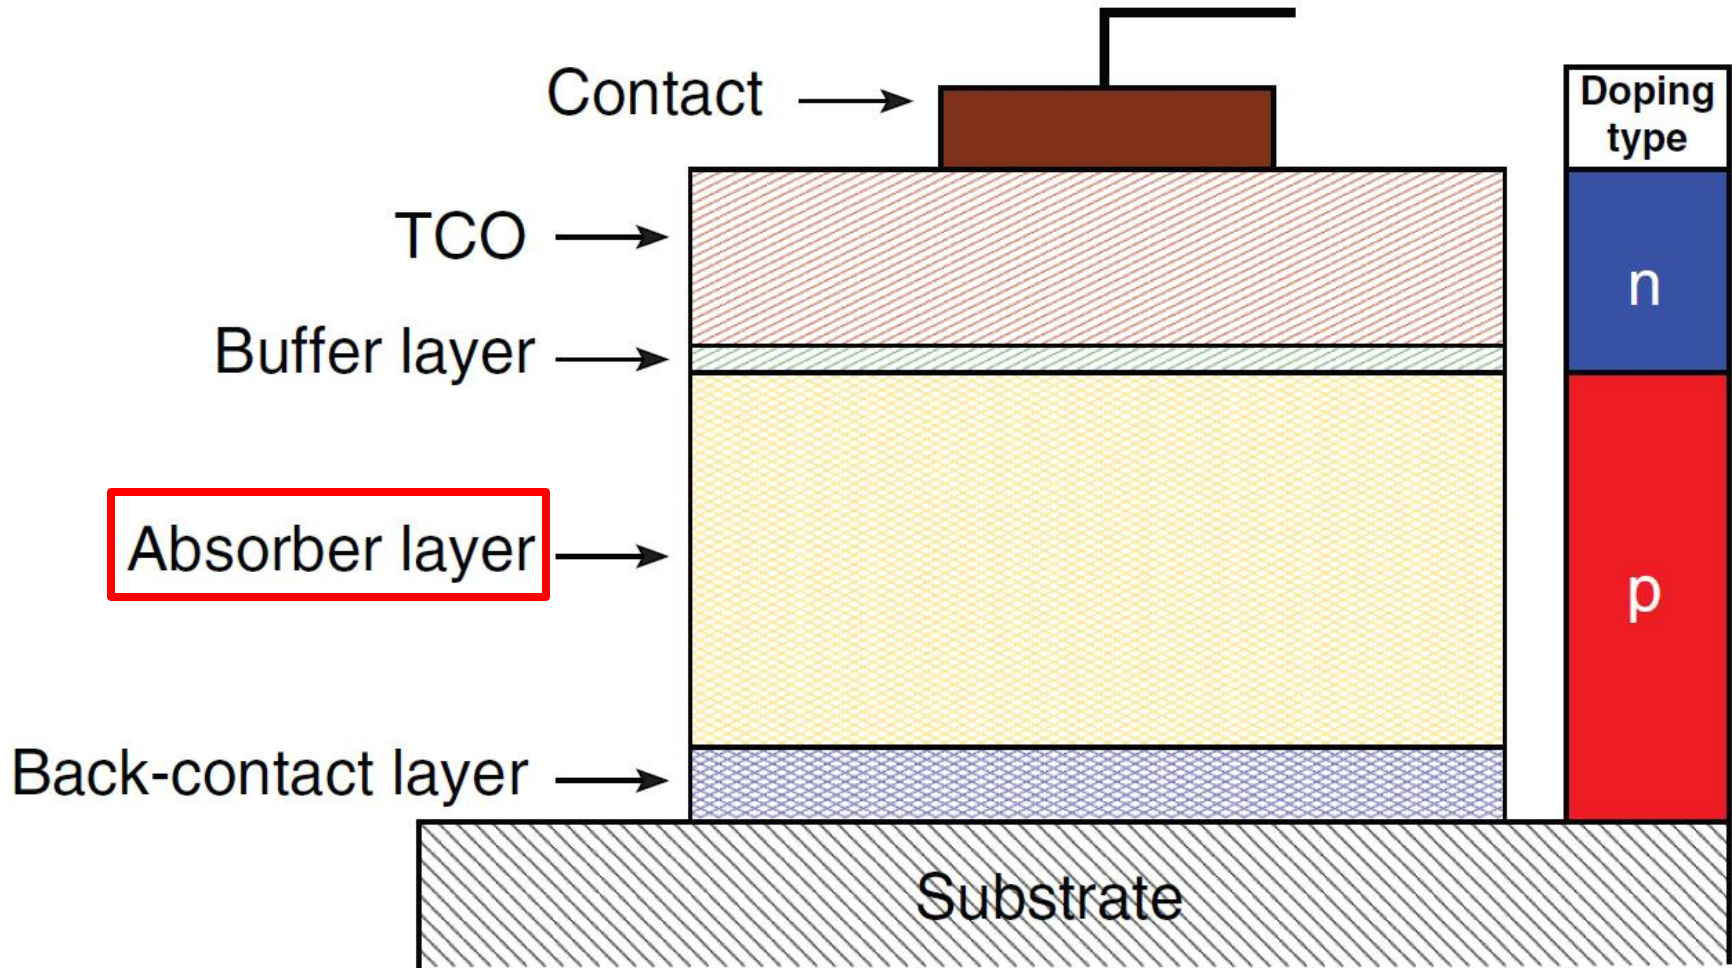 Contact
Doping
type
TCO
n
Buffer layer
Absorber layer
p
Back-contact layer
Substrate